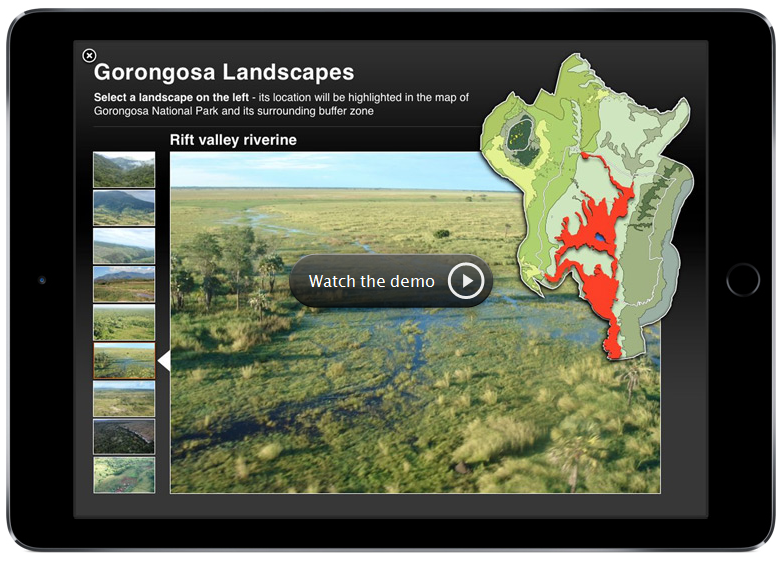 Gorongosa Landscapes
Select a landscape on the left - its location will be highlighted in the map of
Gorongosa National Park and its surrounding buffer zone
Rift valley riverine
Watch the demo